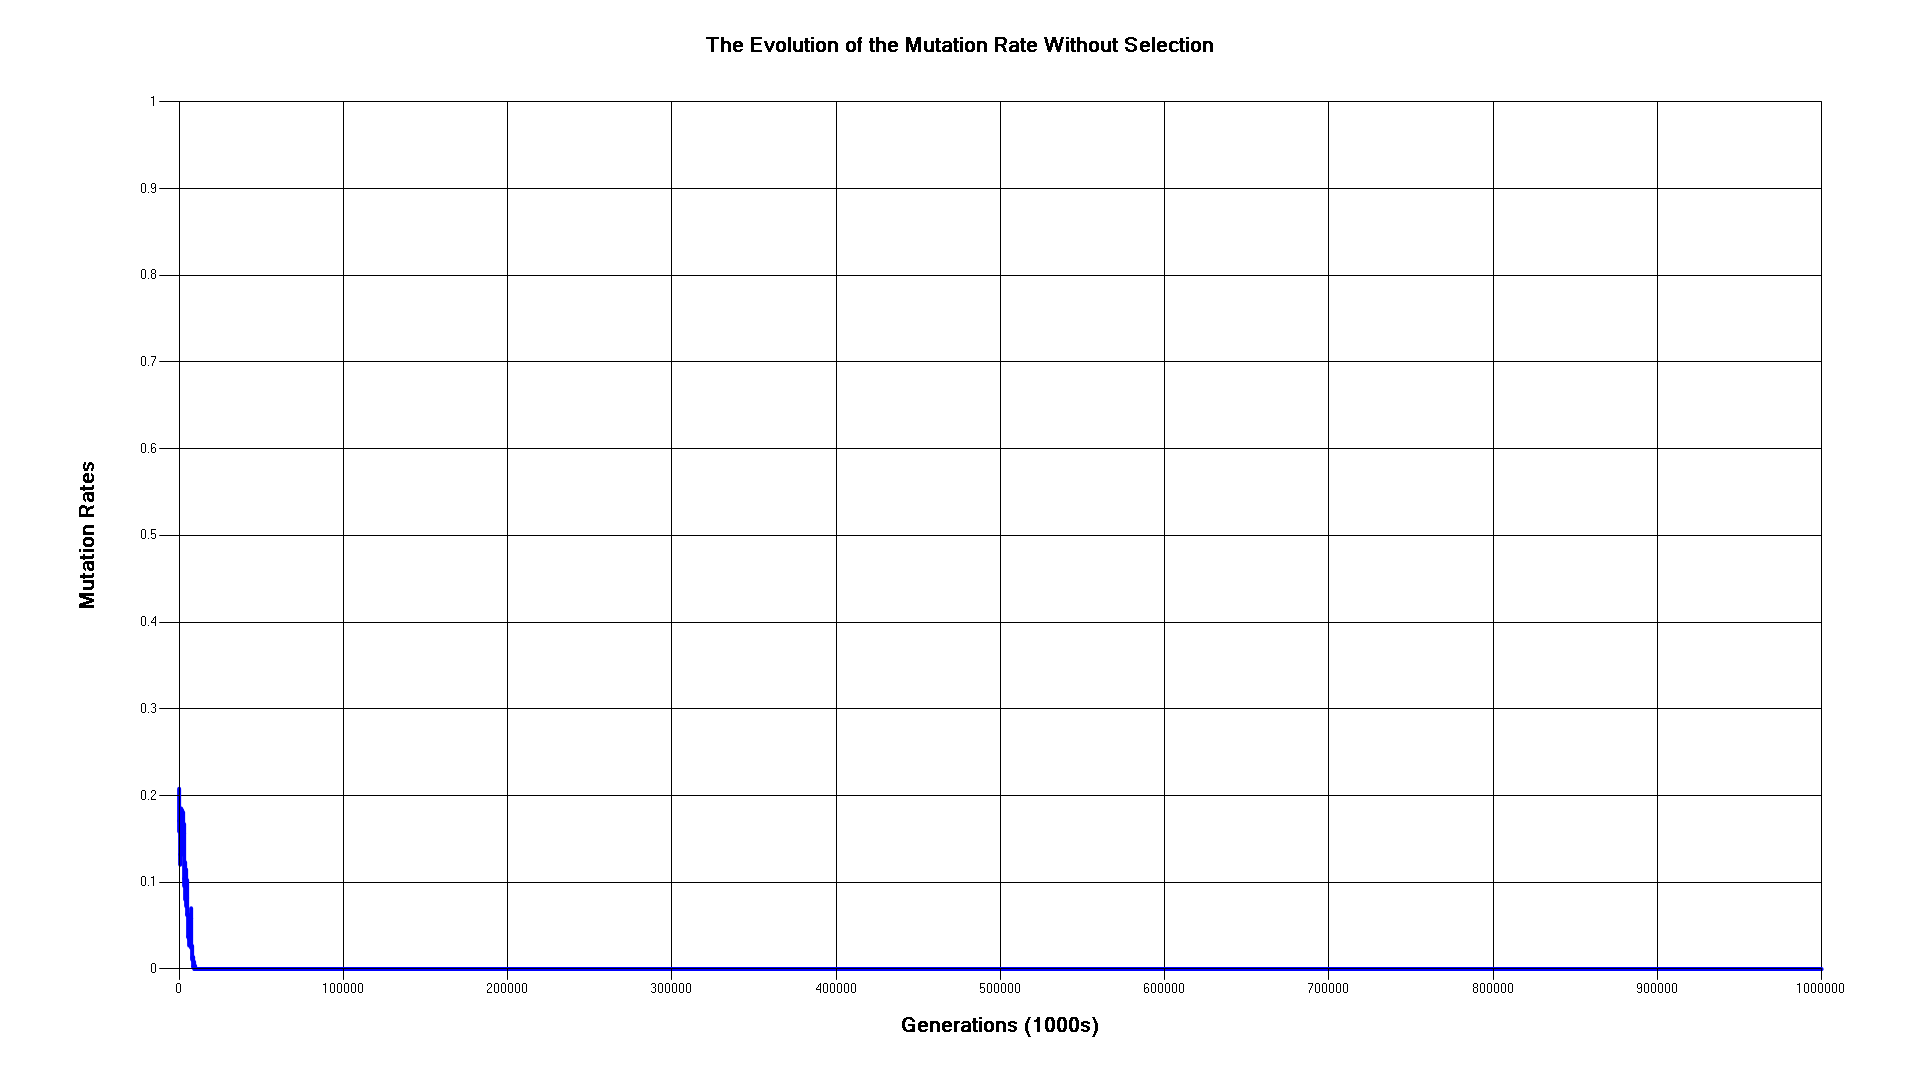 The Evolution of the Mutation Rate Without Selection
1
0.9
0.8
0.7
0.6
0.5
0.4
0.3
0.2
0.1
0
Mutation Rates
0 100000 200000 300000 400000 500000 600000 700000 800000 900000 1000000
Generations (1000s)